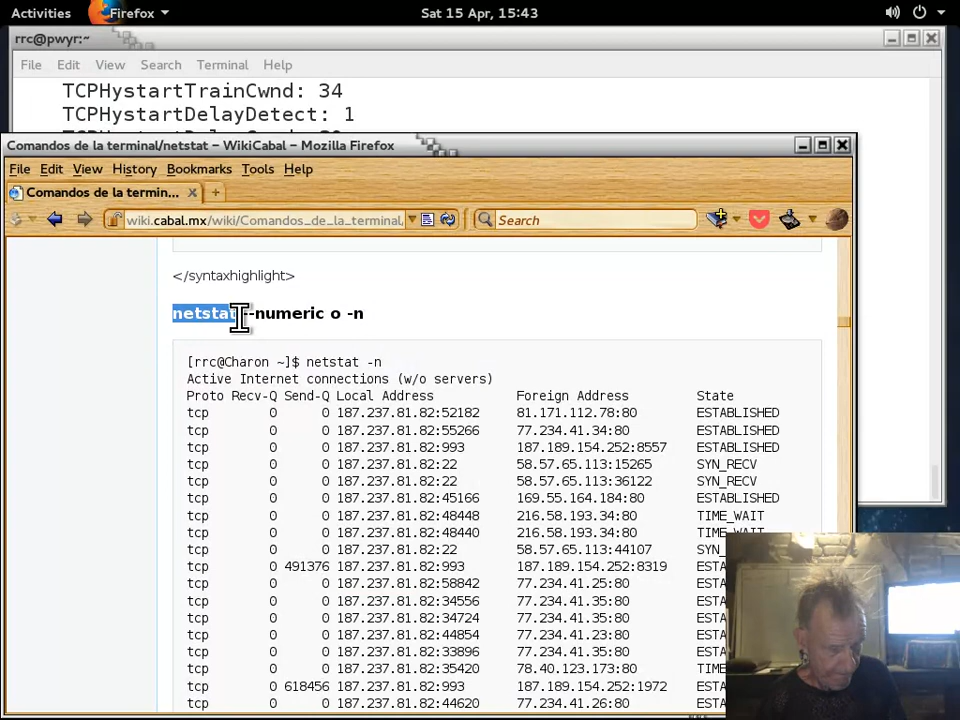 Activities Firefox Sat 15 Apr, 15:43
rrc@pwyr:~
File Edit View Search Terminal Help
TCPHystartTrainCwnd: 34
TCPHystartDelayDetect: 1
Comandos de la terminal/netstat – WikiCabal – Mozilla Firefox
File Edit View History Bookmarks Tools Help
Comandos de la termin...
wiki.cabal.mx/wiki/Comandos_de_la_terminal, Search
</syntaxhighlight>
netstat --numeric o -n
[rrc@Charon ~]$ netstat -n
Active Internet connections (w/o servers)
Proto Recv-Q Send-Q Local Address Foreign Address State
tcp 0 0 187.237.81.82:52182 81.171.112.78:80 ESTABLISHED
tcp 0 0 187.237.81.82:55266 77.234.41.34:80 ESTABLISHED
tcp 0 0 187.237.81.82:993 187.189.154.252:8557 ESTABLISHED
tcp 0 0 187.237.81.82:22 58.57.65.113:15265 SYN_RECV
tcp 0 0 187.237.81.82:22 58.57.65.113:36122 SYN_RECV
tcp 0 0 187.237.81.82:45166 169.55.164.184:80 ESTABLISHED
tcp 0 0 187.237.81.82:48448 216.58.193.34:80 TIME_WAIT
tcp 0 0 187.237.81.82:48440 216.58.193.34:80 TIME_WAIT
tcp 0 0 187.237.81.82:22 58.57.65.113:44107 SYN_
tcp 0 491376 187.237.81.82:993 187.189.154.252:8319 ESTA
tcp 0 0 187.237.81.82:58842 77.234.41.25:80 ESTA
tcp 0 0 187.237.81.82:34556 77.234.41.35:80 ESTA
tcp 0 0 187.237.81.82:34724 77.234.41.35:80 ESTA
tcp 0 0 187.237.81.82:44854 77.234.41.23:80 ESTA
tcp 0 0 187.237.81.82:33896 77.234.41.35:80 ESTA
tcp 0 0 187.237.81.82:35420 78.40.123.173:80 TIME
tcp 0 618456 187.237.81.82:993 187.189.154.252:1972 ESTA
tcp 0 0 187.237.81.82:44620 77.234.41.26:80 ESTA